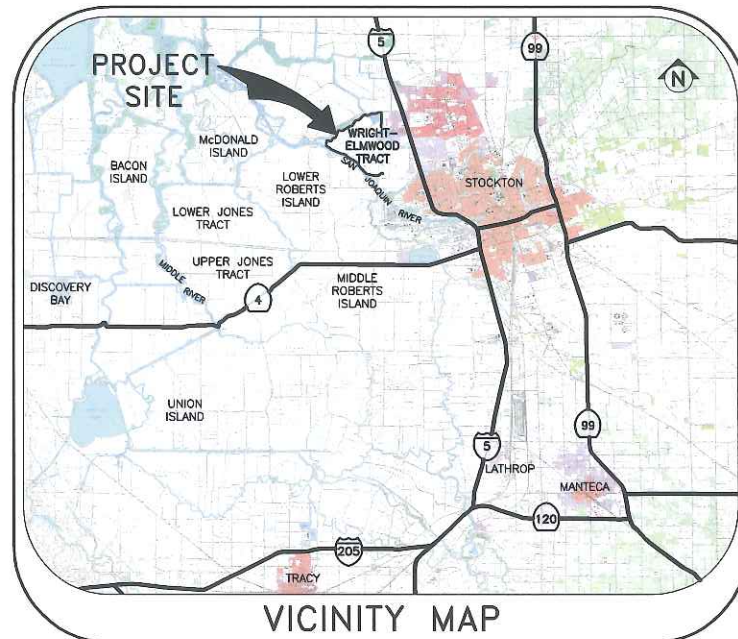 5
99
N
PROJECT
SITE
McDONALD
ISLAND
WRIGHT-
ELMWOOD
TRACT
BACON
ISLAND
LOWER
ROBERTS
ISLAND
SAN JOAQUIN RIVER
STOCKTON
LOWER JONES
TRACT
UPPER JONES
TRACT
MIDDLE RIVER
DISCOVERY
BAY
MIDDLE
ROBERTS
ISLAND
4
UNION
ISLAND
99
5
LATHROP
MANTECA
120
205
TRACY
VICINITY MAP